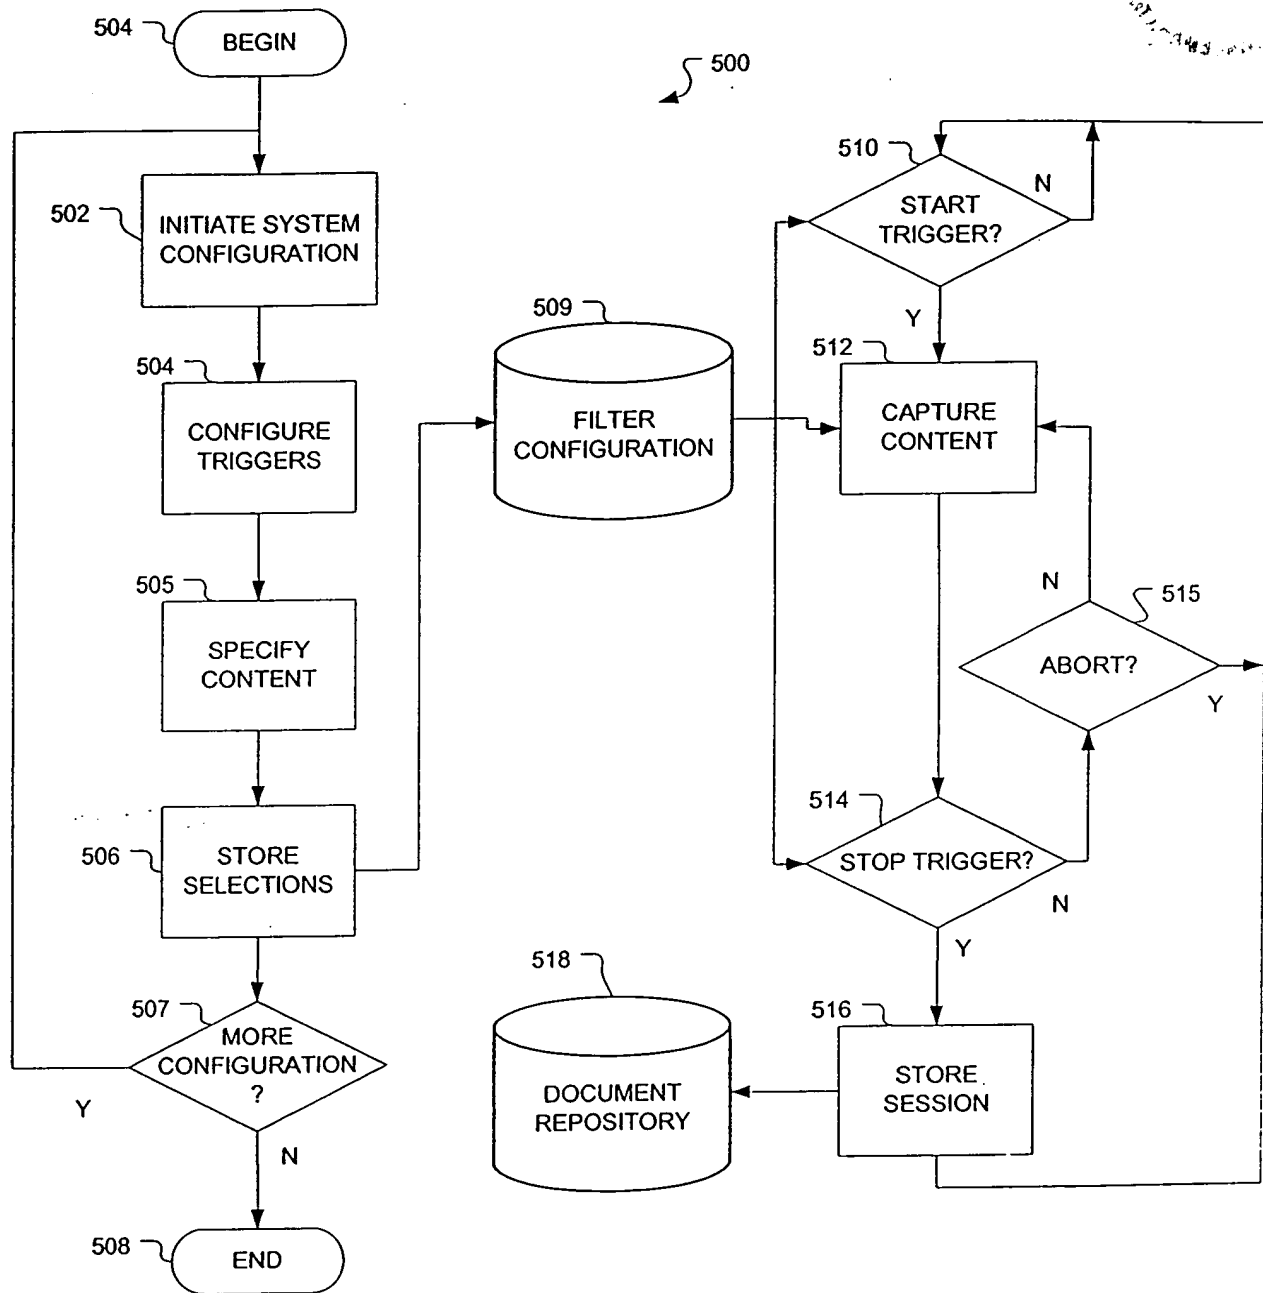 504
BEGIN
500
502
INITIATE SYSTEM
CONFIGURATION
504
CONFIGURE
TRIGGERS
505
SPECIFY
CONTENT
506
STORE
SELECTIONS
507
MORE
CONFIGURATION
?
Y
N
508
END
509
FILTER
CONFIGURATION
510
START
TRIGGER?
N
Y
512
CAPTURE
CONTENT
N
515
ABORT?
Y
514
STOP TRIGGER?
N
Y
516
STORE
SESSION
518
DOCUMENT
REPOSITORY